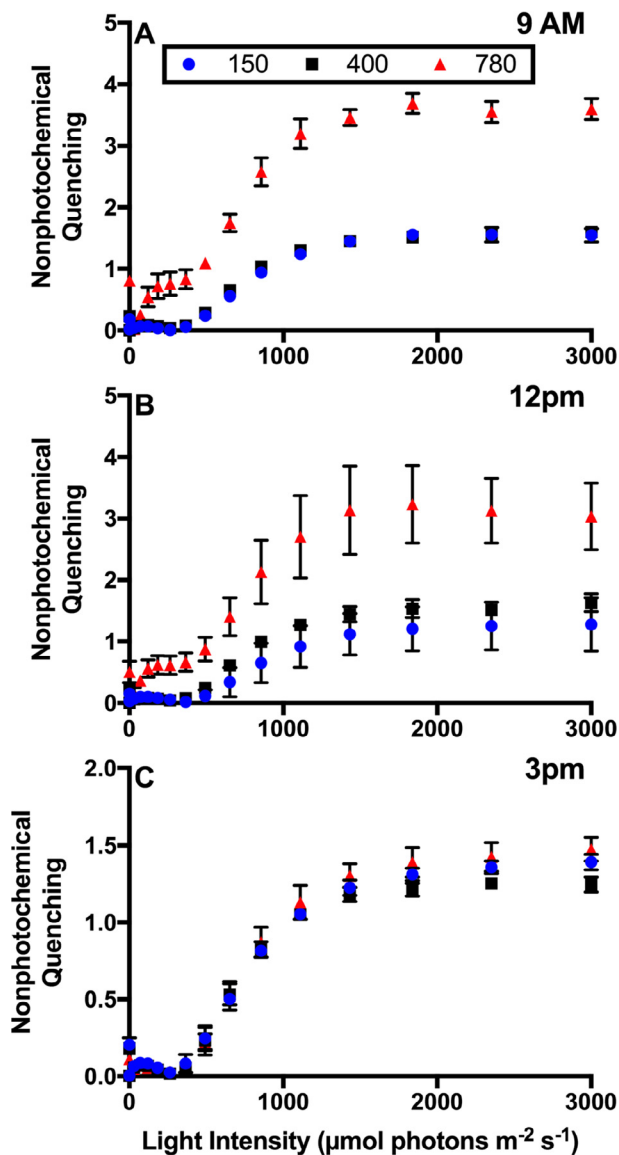 A
9 AM
150 400 780
5
4
3
2
1
0
Nonphotochemical
Quenching
0 1000 2000 3000
B
12pm
5
4
3
2
1
0
Nonphotochemical
Quenching
0 1000 2000 3000
C
3pm
2.0
1.5
1.0
0.5
0.0
Nonphotochemical
Quenching
0 1000 2000 3000
Light Intensity (µmol photons m⁻² s⁻¹)